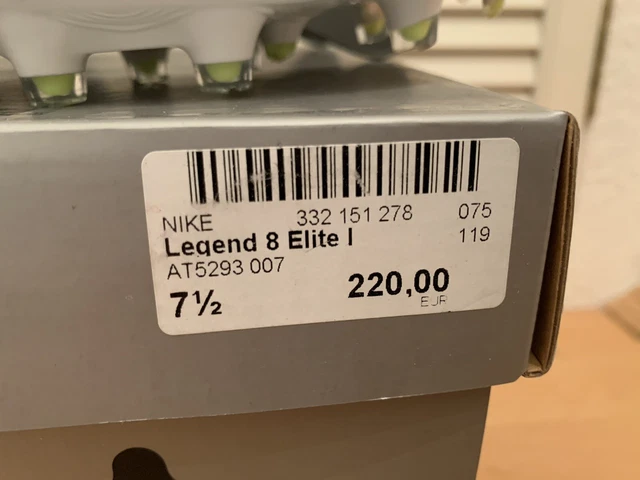 NIKE 332 151 278 075
Legend 8 Elite I 119
AT5293 007
7½ 220,00
EUR